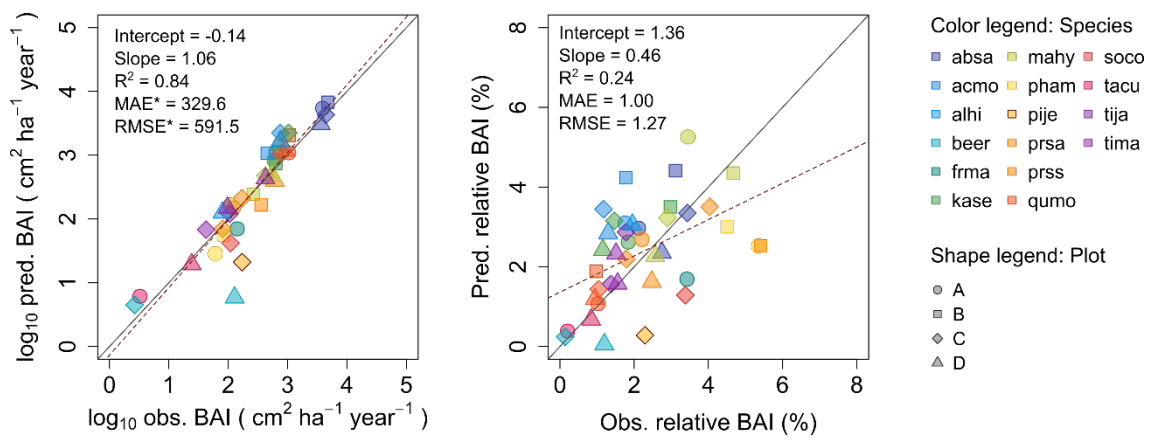 Intercept = -0.14
Slope = 1.06
R² = 0.84
MAE* = 329.6
RMSE* = 591.5
log₁₀ pred. BAI ( cm² ha⁻¹ year⁻¹ )
5
4
3
2
1
0
0 1 2 3 4 5
log₁₀ obs. BAI ( cm² ha⁻¹ year⁻¹ )
Intercept = 1.36
Slope = 0.46
R² = 0.24
MAE = 1.00
RMSE = 1.27
Pred. relative BAI (%)
8
6
4
2
0
0 2 4 6 8
Obs. relative BAI (%)
Color legend: Species
absa mahy soco
acmo pham tacu
alhi pije tija
beer prsa tima
frma prss
kase qumo
Shape legend: Plot
A
B
C
D